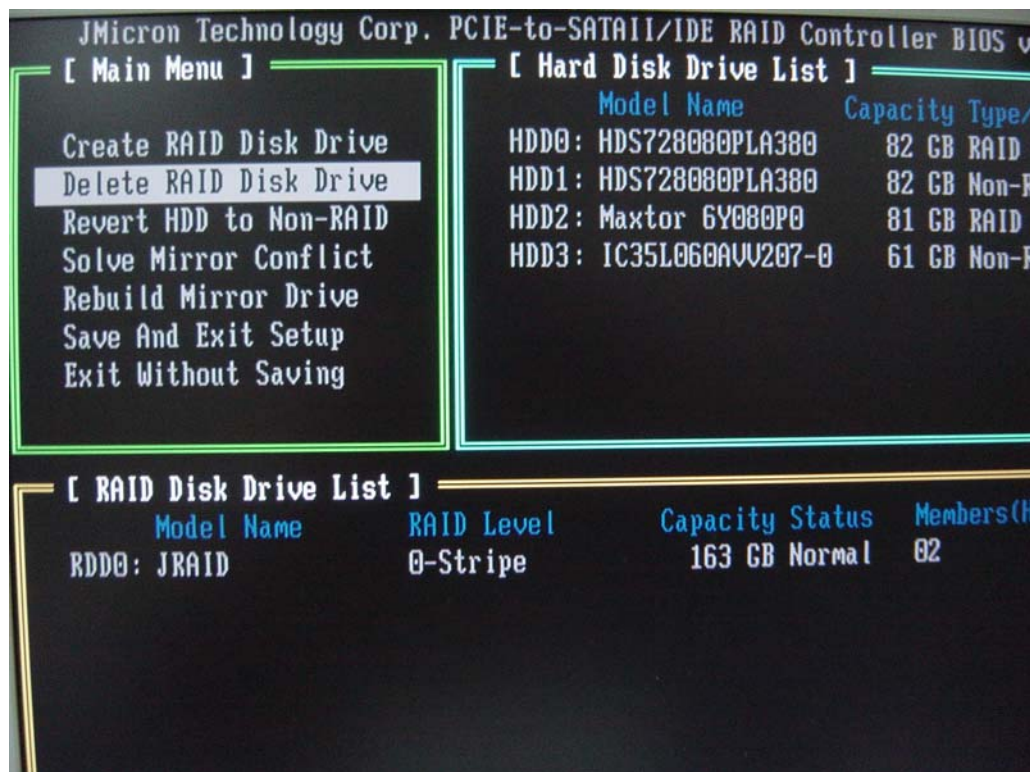 JMicron Technology Corp. PCIE-to-SATAII/IDE RAID Controller BIOS v
[ Main Menu ]
Create RAID Disk Drive
Delete RAID Disk Drive
Revert HDD to Non-RAID
Solve Mirror Conflict
Rebuild Mirror Drive
Save And Exit Setup
Exit Without Saving
[ Hard Disk Drive List ]
Model Name Capacity Type/
HDD0: HDS728080PLA380 82 GB RAID
HDD1: HDS728080PLA380 82 GB Non-R
HDD2: Maxtor 6Y080P0 81 GB RAID
HDD3: IC35L060AVV207-0 61 GB Non-R
[ RAID Disk Drive List ]
Model Name RAID Level Capacity Status Members(H
RDD0: JRAID 0-Stripe 163 GB Normal 02